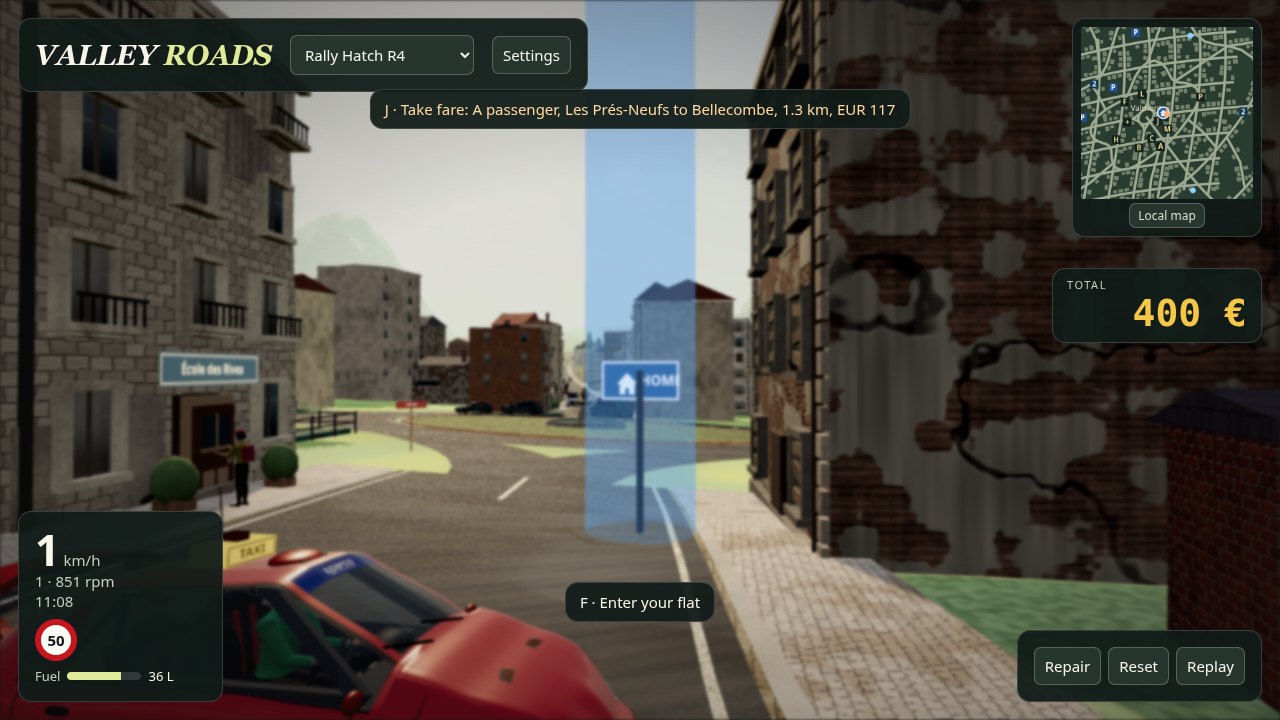 VALLEY ROADS
Rally Hatch R4
Settings
J · Take fare: A passenger, Les Prés-Neufs to Bellecombe, 1.3 km, EUR 117
Local map
TOTAL
400 €
École des Rives
HOME
TAXI
1 km/h
1 · 851 rpm
11:08
50
Fuel
36 L
F · Enter your flat
Repair
Reset
Replay